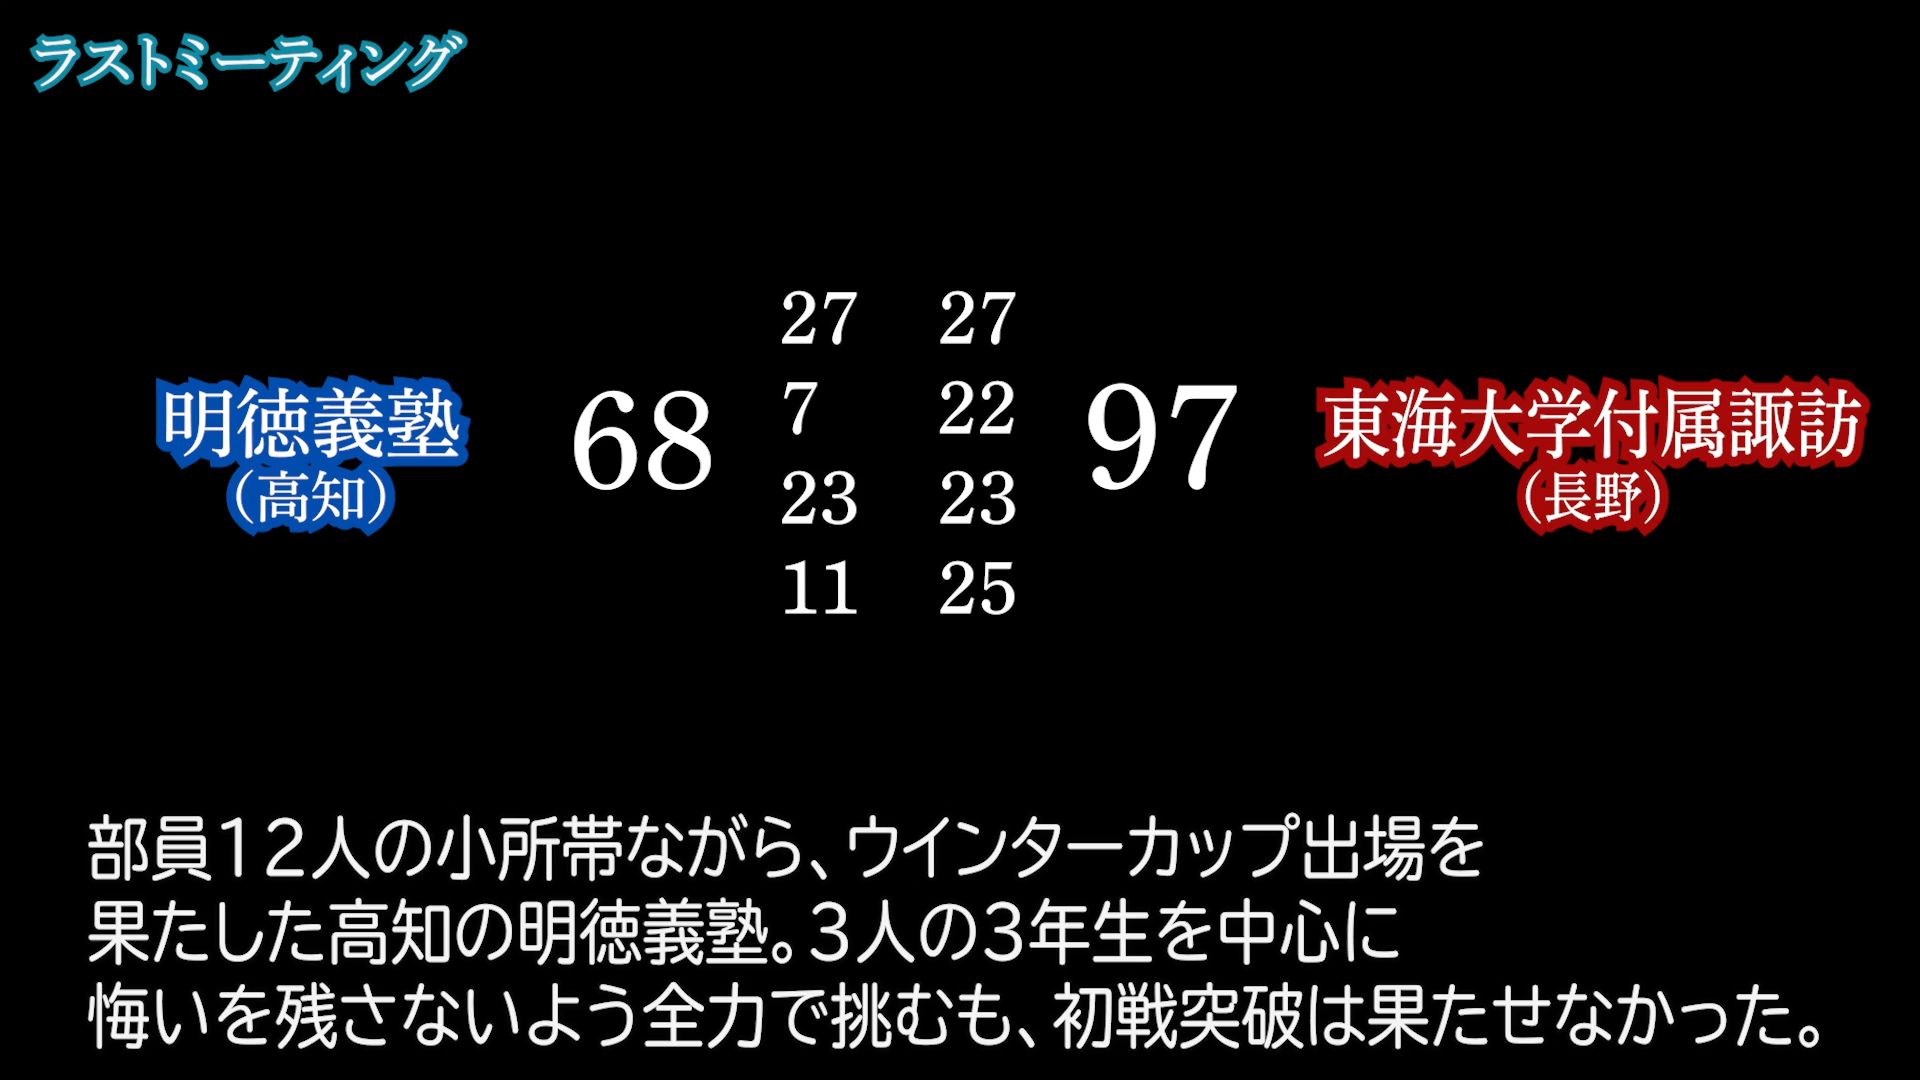 ラストミーティング
27 27
7 22
明徳義塾 68 97 東海大学付属諏訪
(高知) 23 23 (長野)
11 25
部員12人の小所帯ながら、ウインターカップ出場を
果たした高知の明徳義塾。3人の3年生を中心に
悔いを残さないよう全力で挑むも、初戦突破は果たせなかった。